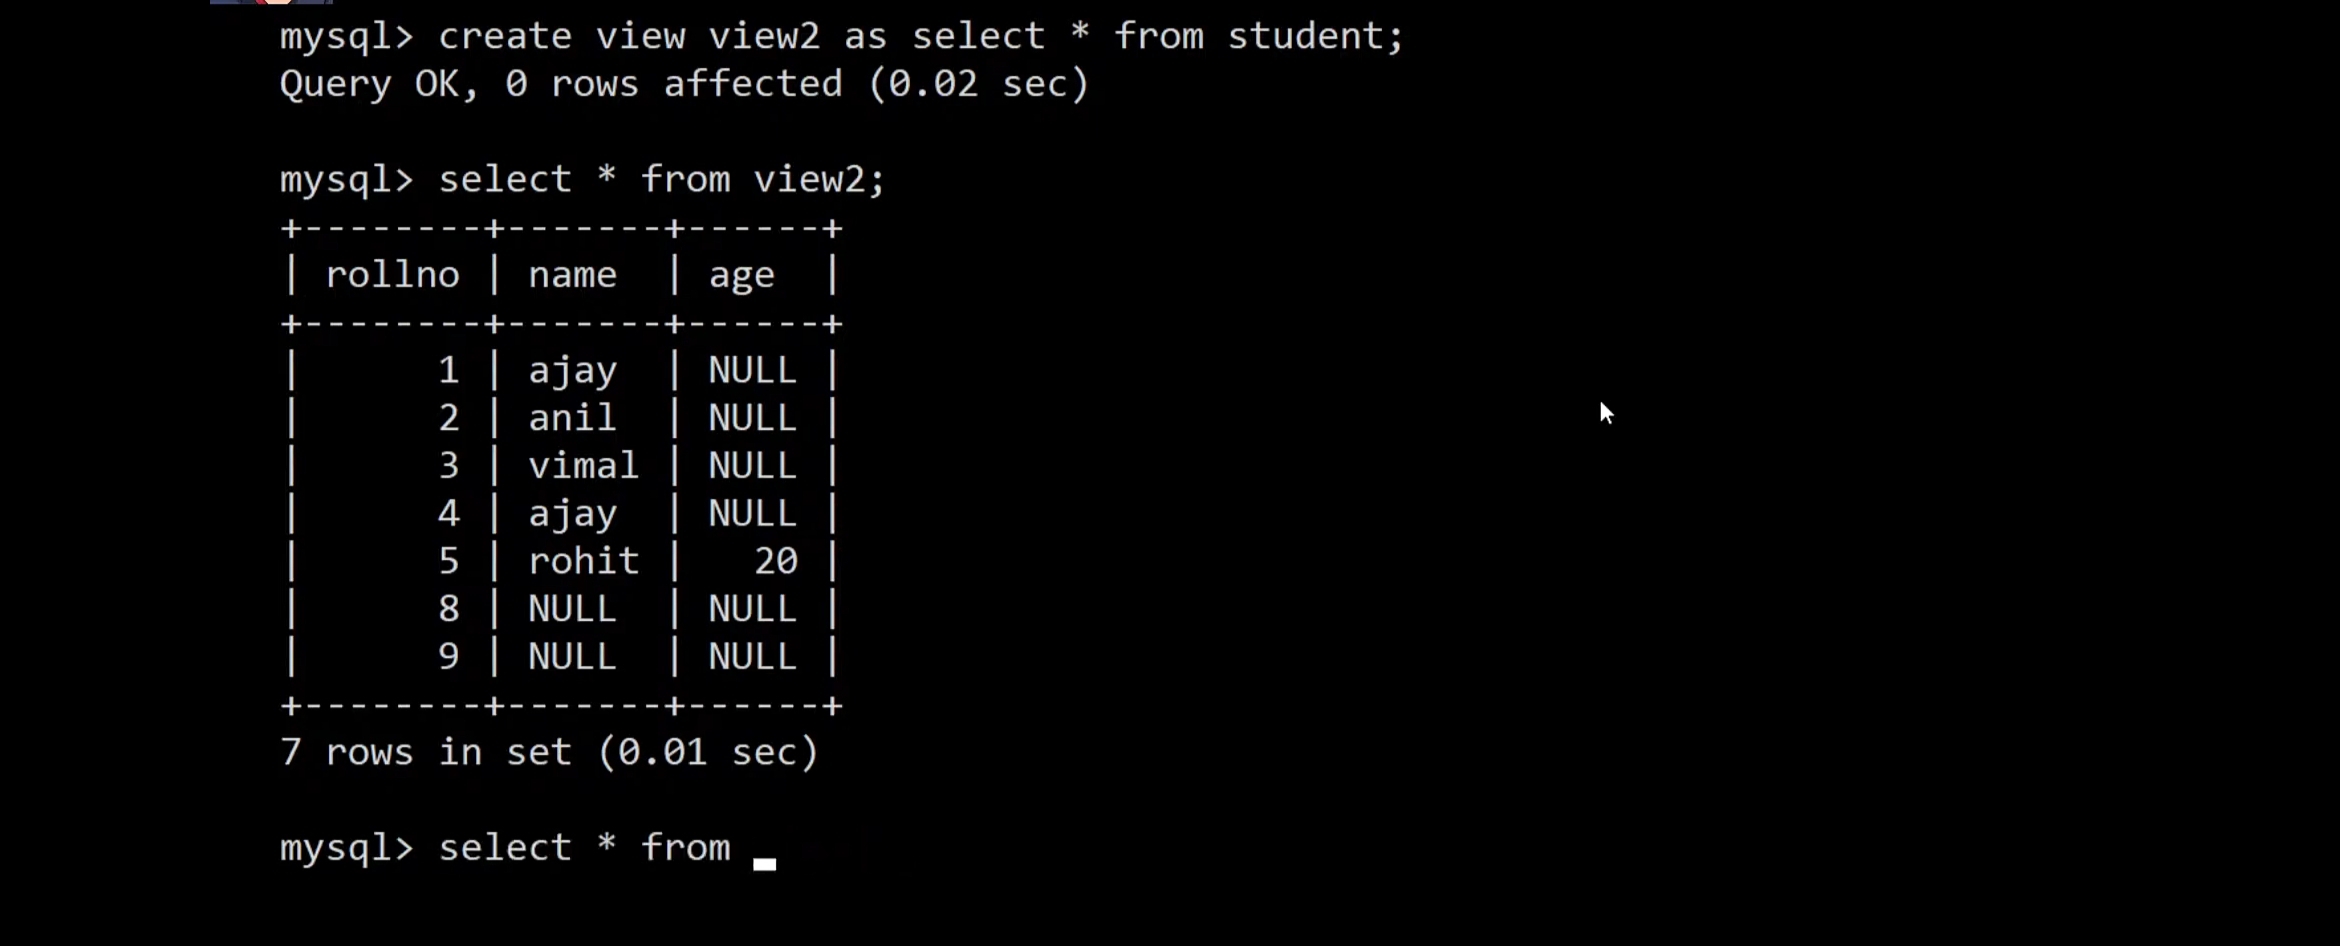 mysql> create view view2 as select * from student;
Query OK, 0 rows affected (0.02 sec)
mysql> select * from view2;
+--------+-------+------+
| rollno | name  | age  |
+--------+-------+------+
|      1 | ajay  | NULL |
|      2 | anil  | NULL |
|      3 | vimal | NULL |
|      4 | ajay  | NULL |
|      5 | rohit |   20 |
|      8 | NULL  | NULL |
|      9 | NULL  | NULL |
+--------+-------+------+
7 rows in set (0.01 sec)
mysql> select * from _